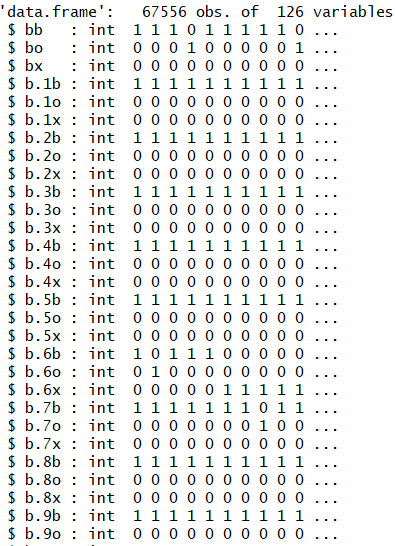 'data.frame':   67556 obs. of  126 variables
 $ bb   : int  1 1 1 0 1 1 1 1 1 0 ...
 $ bo   : int  0 0 0 1 0 0 0 0 0 1 ...
 $ bx   : int  0 0 0 0 0 0 0 0 0 0 ...
 $ b.1b : int  1 1 1 1 1 1 1 1 1 1 ...
 $ b.1o : int  0 0 0 0 0 0 0 0 0 0 ...
 $ b.1x : int  0 0 0 0 0 0 0 0 0 0 ...
 $ b.2b : int  1 1 1 1 1 1 1 1 1 1 ...
 $ b.2o : int  0 0 0 0 0 0 0 0 0 0 ...
 $ b.2x : int  0 0 0 0 0 0 0 0 0 0 ...
 $ b.3b : int  1 1 1 1 1 1 1 1 1 1 ...
 $ b.3o : int  0 0 0 0 0 0 0 0 0 0 ...
 $ b.3x : int  0 0 0 0 0 0 0 0 0 0 ...
 $ b.4b : int  1 1 1 1 1 1 1 1 1 1 ...
 $ b.4o : int  0 0 0 0 0 0 0 0 0 0 ...
 $ b.4x : int  0 0 0 0 0 0 0 0 0 0 ...
 $ b.5b : int  1 1 1 1 1 1 1 1 1 1 ...
 $ b.5o : int  0 0 0 0 0 0 0 0 0 0 ...
 $ b.5x : int  0 0 0 0 0 0 0 0 0 0 ...
 $ b.6b : int  1 0 1 1 1 0 0 0 0 0 ...
 $ b.6o : int  0 1 0 0 0 0 0 0 0 0 ...
 $ b.6x : int  0 0 0 0 0 1 1 1 1 1 ...
 $ b.7b : int  1 1 1 1 1 1 1 0 1 1 ...
 $ b.7o : int  0 0 0 0 0 0 0 1 0 0 ...
 $ b.7x : int  0 0 0 0 0 0 0 0 0 0 ...
 $ b.8b : int  1 1 1 1 1 1 1 1 1 1 ...
 $ b.8o : int  0 0 0 0 0 0 0 0 0 0 ...
 $ b.8x : int  0 0 0 0 0 0 0 0 0 0 ...
 $ b.9b : int  1 1 1 1 1 1 1 1 1 1 ...
 $ b.9o : int  0 0 0 0 0 0 0 0 0 0 ...